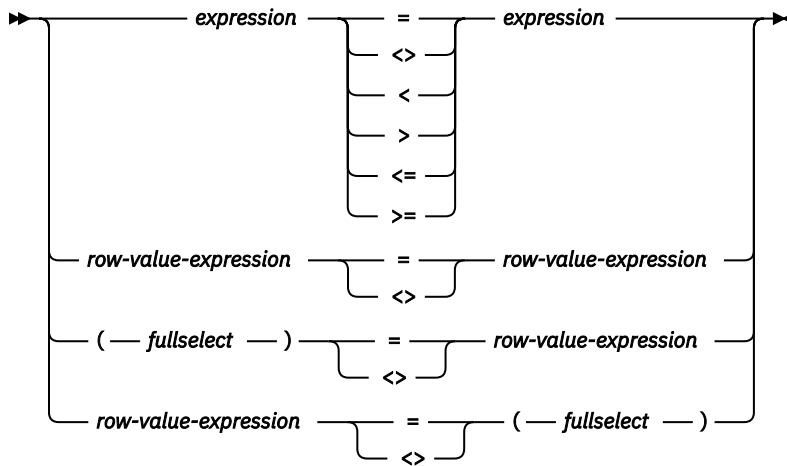 expression = expression
<>
<
>
<=
>=
row-value-expression = row-value-expression
<>
( fullselect ) = row-value-expression
<>
row-value-expression = ( fullselect )
<>